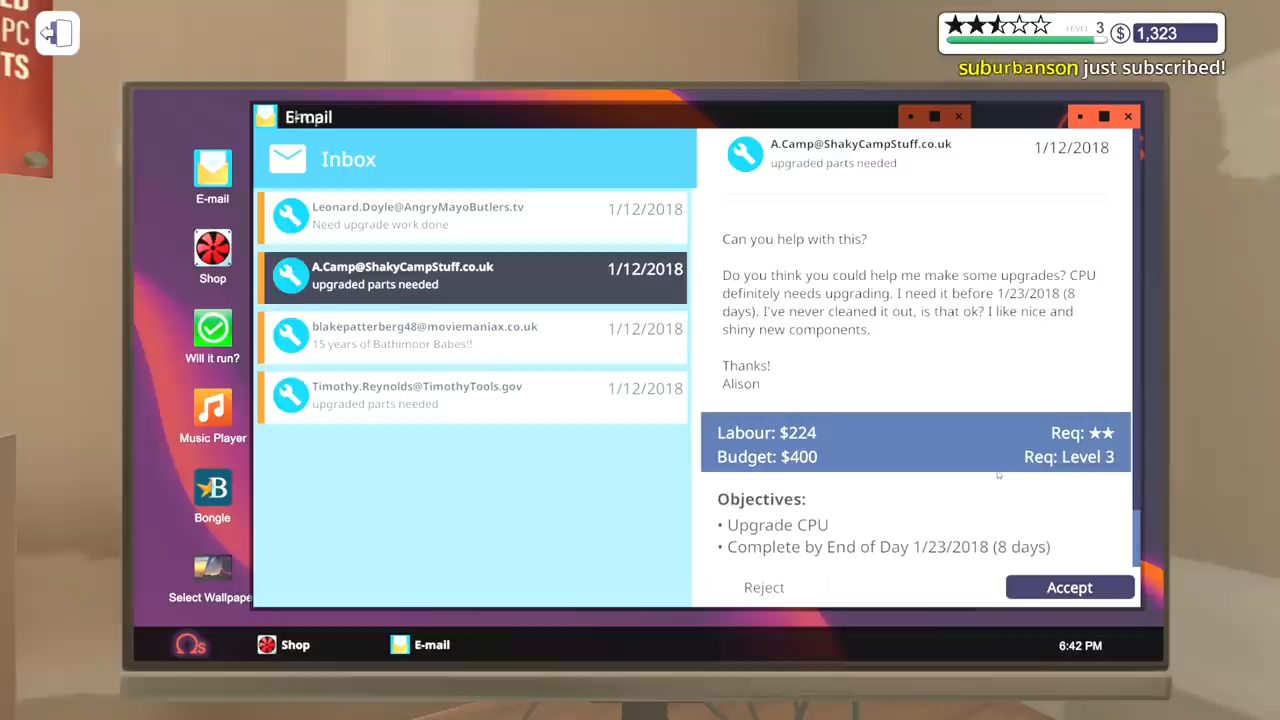 PC
TS
LEVEL 3
$ 1,323
suburbanson just subscribed!
E-mail
Inbox
Leonard.Doyle@AngryMayoButlers.tv 1/12/2018
Need upgrade work done
A.Camp@ShakyCampStuff.co.uk 1/12/2018
upgraded parts needed
blakepatterberg48@moviemaniax.co.uk 1/12/2018
15 years of Bathimoor Babes!!
Timothy.Reynolds@TimothyTools.gov 1/12/2018
upgraded parts needed
A.Camp@ShakyCampStuff.co.uk 1/12/2018
upgraded parts needed
Can you help with this?
Do you think you could help me make some upgrades? CPU
definitely needs upgrading. I need it before 1/23/2018 (8
days). I've never cleaned it out, is that ok? I like nice and
shiny new components.
Thanks!
Alison
Labour: $224 Req: ★★
Budget: $400 Req: Level 3
Objectives:
• Upgrade CPU
• Complete by End of Day 1/23/2018 (8 days)
Reject Accept
E-mail
Shop
Will it run?
Music Player
B
Bongle
Select Wallpape
Ωs Shop E-mail 6:42 PM